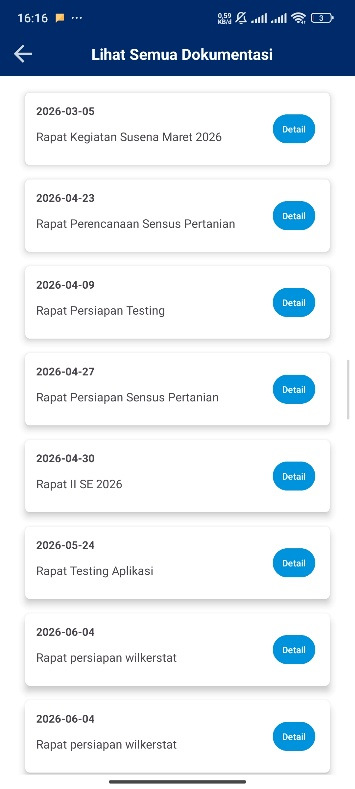 16:16
0,59
KB/d
3
Lihat Semua Dokumentasi
2026-03-05
Rapat Kegiatan Susena Maret 2026
Detail
2026-04-23
Rapat Perencanaan Sensus Pertanian
Detail
2026-04-09
Rapat Persiapan Testing
Detail
2026-04-27
Rapat Persiapan Sensus Pertanian
Detail
2026-04-30
Rapat II SE 2026
Detail
2026-05-24
Rapat Testing Aplikasi
Detail
2026-06-04
Rapat persiapan wilkerstat
Detail
2026-06-04
Rapat persiapan wilkerstat
Detail